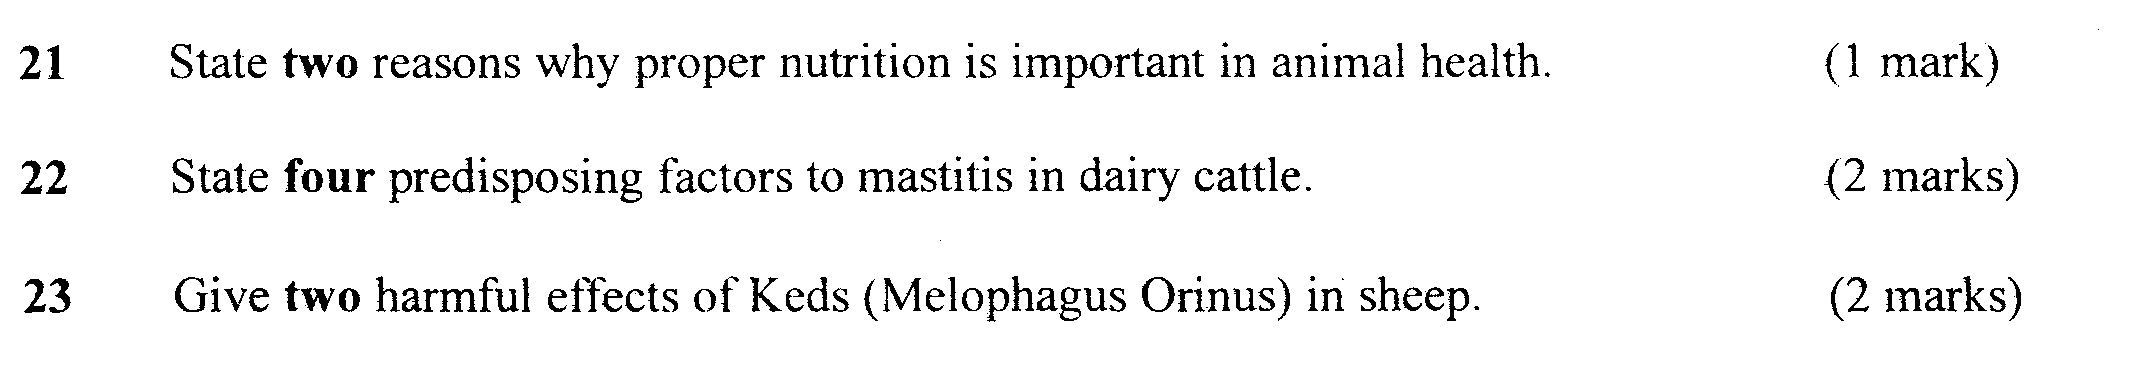 21 State two reasons why proper nutrition is important in animal health. (1 mark)
22 State four predisposing factors to mastitis in dairy cattle. (2 marks)
23 Give two harmful effects of Keds (Melophagus Orinus) in sheep. (2 marks)